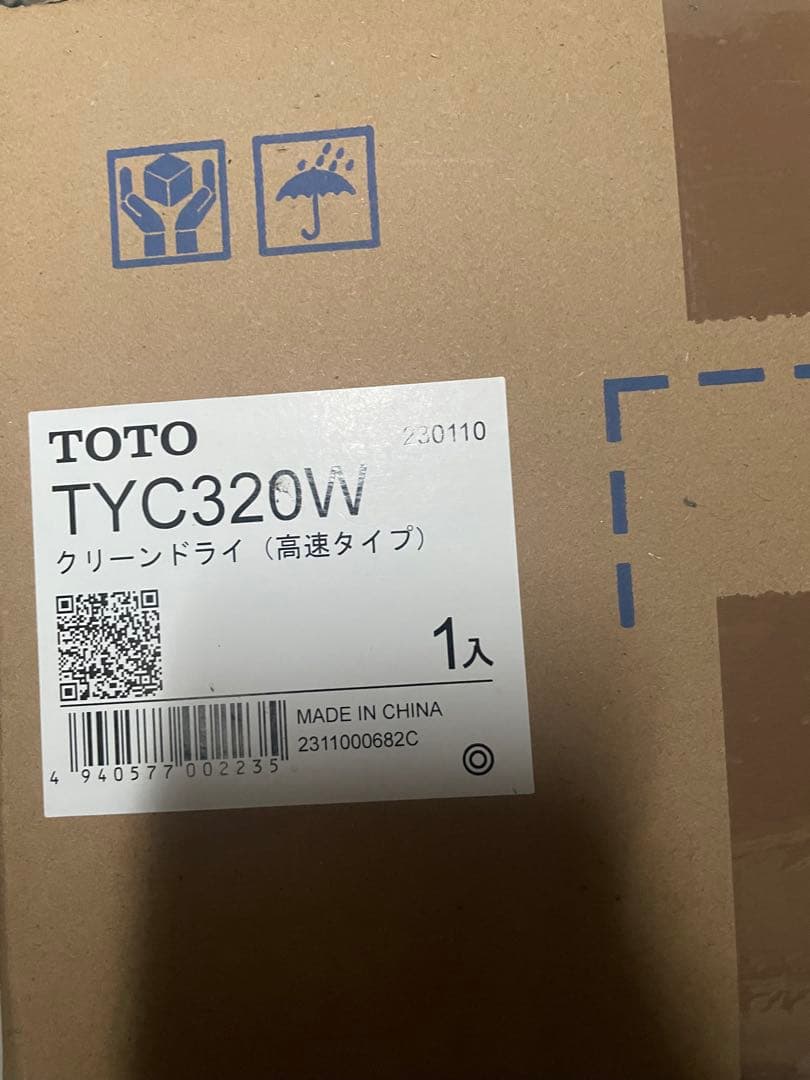 TOTO
230110
TYC320W
クリーンドライ（高速タイプ）
1入
MADE IN CHINA
2311000682C
4 940577 002235